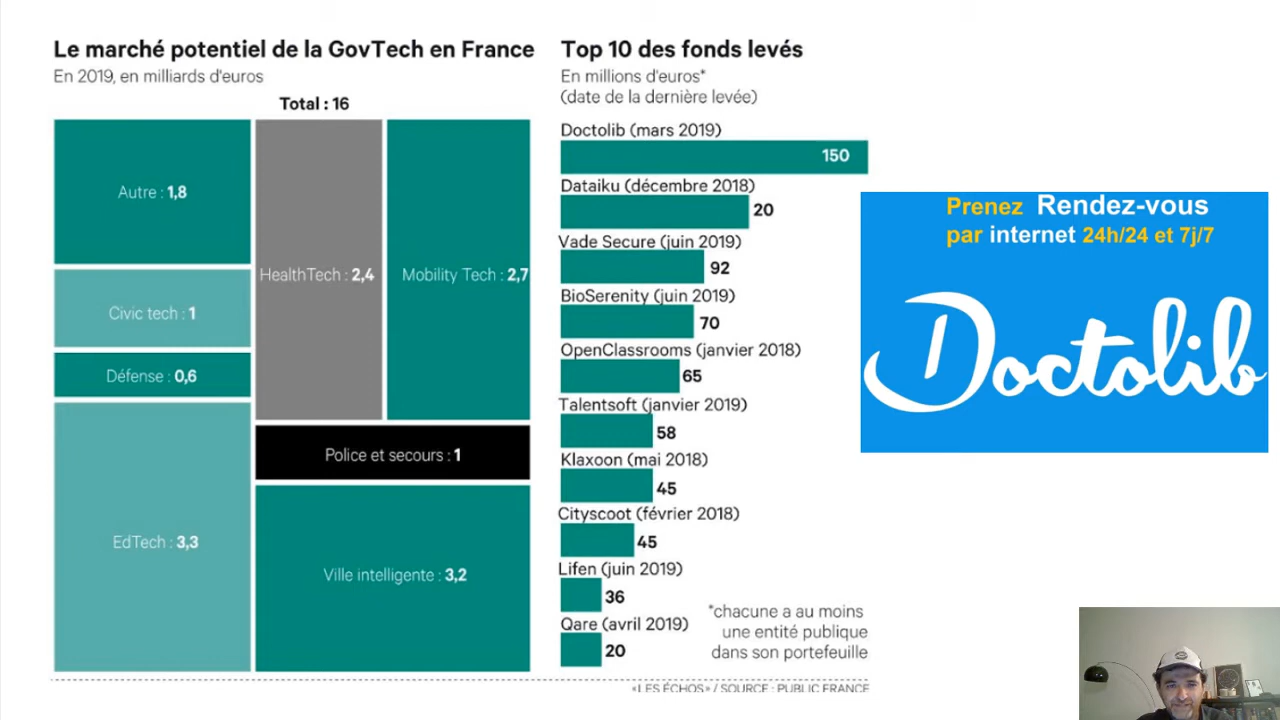 Le marché potentiel de la GovTech en France
En 2019, en milliards d'euros
Total : 16
Autre : 1,8
Civic tech : 1
Défense : 0,6
EdTech : 3,3
HealthTech : 2,4
Mobility Tech : 2,7
Police et secours : 1
Ville intelligente : 3,2
Top 10 des fonds levés
En millions d'euros*
(date de la dernière levée)
Doctolib (mars 2019)
150
Dataiku (décembre 2018)
20
Vade Secure (juin 2019)
92
BioSerenity (juin 2019)
70
OpenClassrooms (janvier 2018)
65
Talentsoft (janvier 2019)
58
Klaxoon (mai 2018)
45
Cityscoot (février 2018)
45
Lifen (juin 2019)
36
Qare (avril 2019)
20
*chacune a au moins
une entité publique
dans son portefeuille
«LES ÉCHOS» / SOURCE : PUBLIC FRANCE
Prenez Rendez-vous
par internet 24h/24 et 7j/7
Doctolib